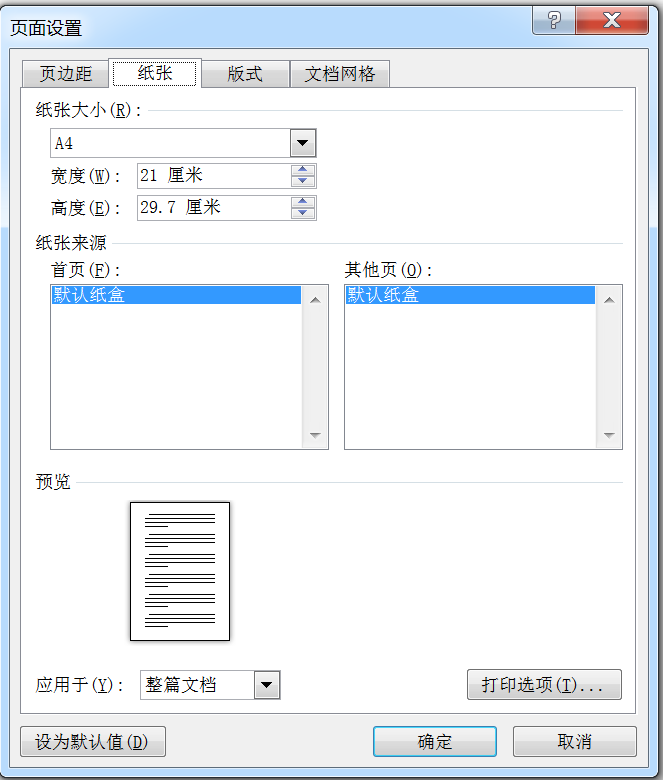 页面设置
页边距 纸张 版式 文档网格
纸张大小(R):
A4
宽度(W): 21 厘米
高度(E): 29.7 厘米
纸张来源
首页(F): 其他页(O):
默认纸盒 默认纸盒
预览
应用于(Y): 整篇文档 打印选项(T)...
设为默认值(D) 确定 取消